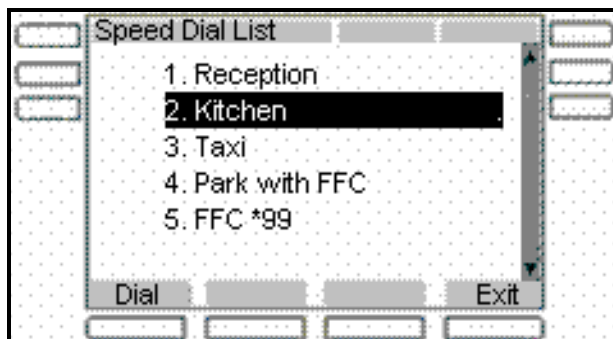 Speed Dial List
1. Reception
2. Kitchen
3. Taxi
4. Park with FFC
5. FFC *99
Dial Exit